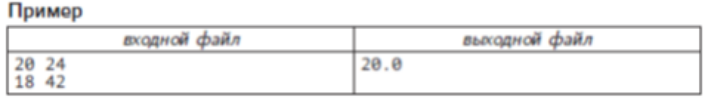 Пример
входной файл выходной файл
20 24 20.0
18 42